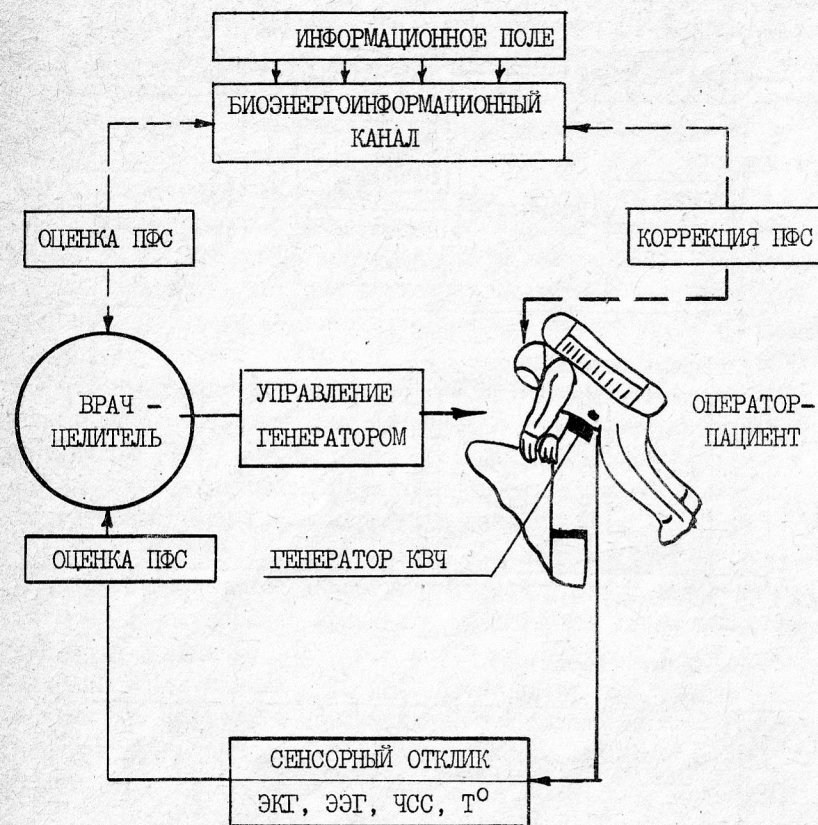 ИНФОРМАЦИОННОЕ ПОЛЕ
БИОЭНЕРГОИНФОРМАЦИОННЫЙ
КАНАЛ
ОЦЕНКА ПФС
КОРРЕКЦИЯ ПФС
ВРАЧ -
ЦЕЛИТЕЛЬ
УПРАВЛЕНИЕ
ГЕНЕРАТОРОМ
ОПЕРАТОР-
ПАЦИЕНТ
ОЦЕНКА ПФС
ГЕНЕРАТОР КВЧ
СЕНСОРНЫЙ ОТКЛИК
ЭКГ, ЭЭГ, ЧСС, Т°